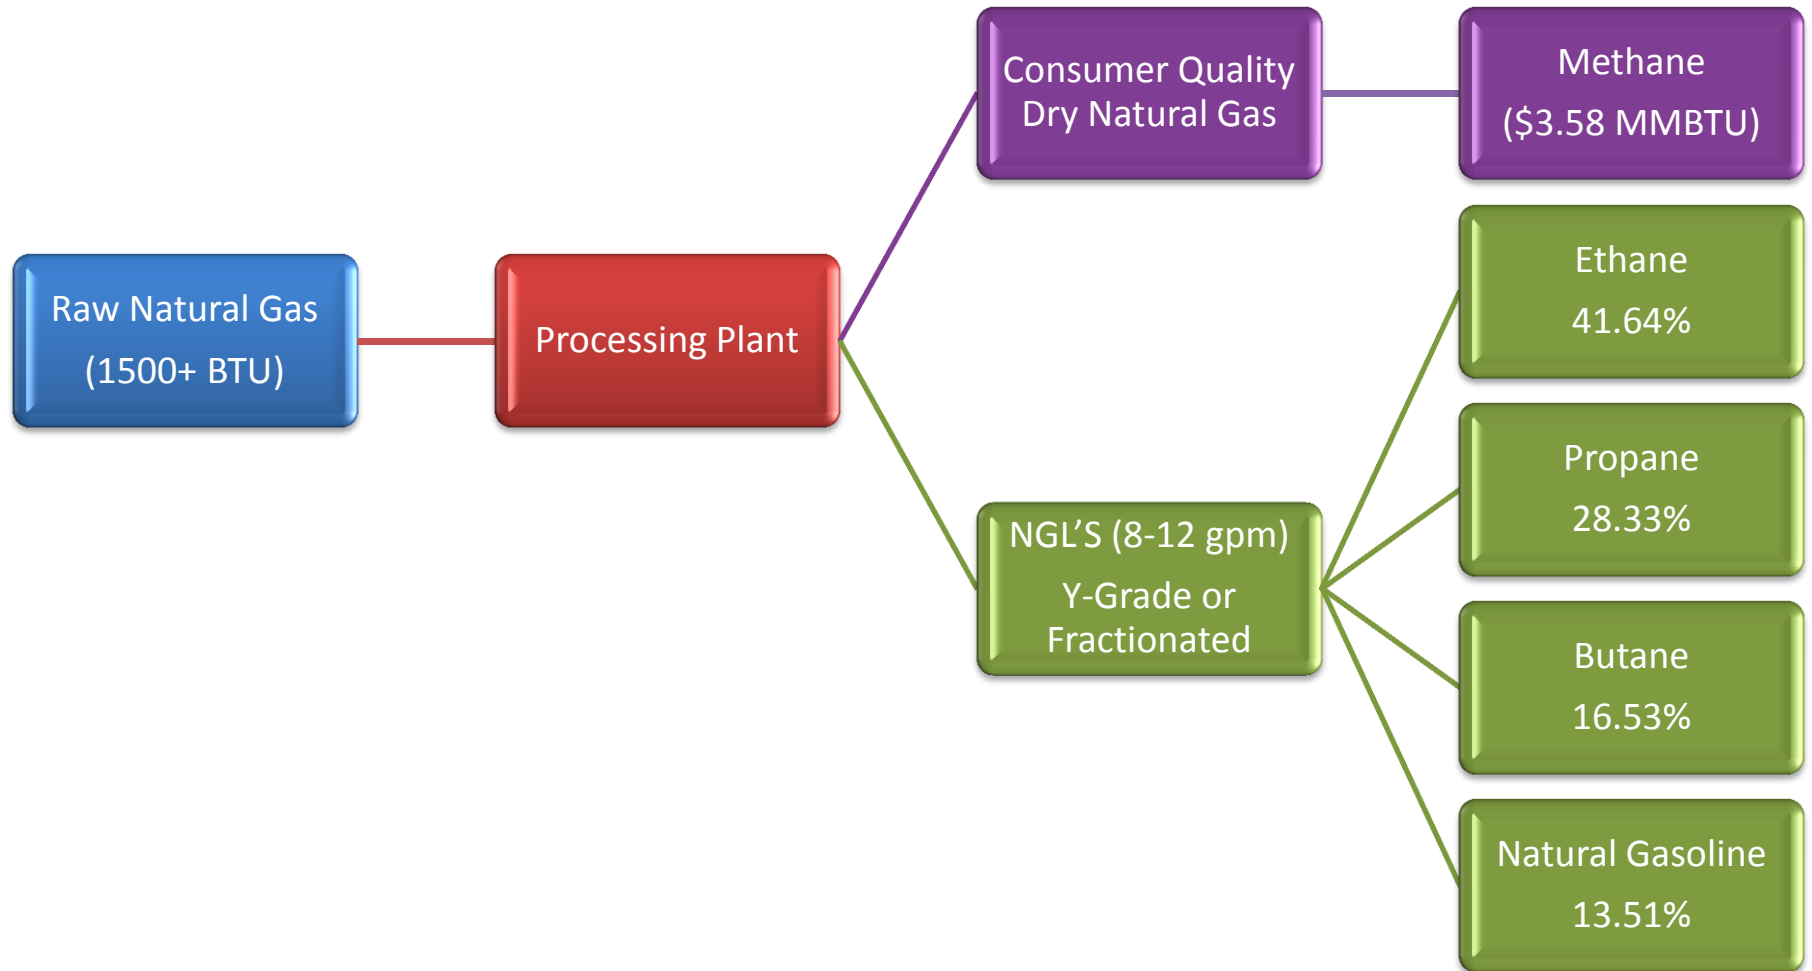 Raw Natural Gas
(1500+ BTU)
Processing Plant
Consumer Quality
Dry Natural Gas
Methane
($3.58 MMBTU)
NGL’S (8-12 gpm)
Y-Grade or
Fractionated
Ethane
41.64%
Propane
28.33%
Butane
16.53%
Natural Gasoline
13.51%